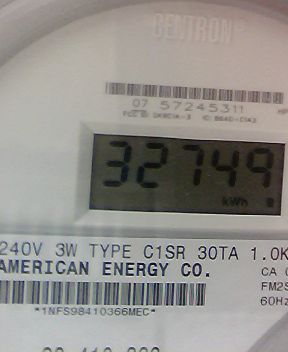 CENTRON®
07 57245311
32749
kWh
240V 3W TYPE C1SR 30TA 1.0K
AMERICAN ENERGY CO.
CA
FM2S
60Hz
*1NFS98410366MEC*